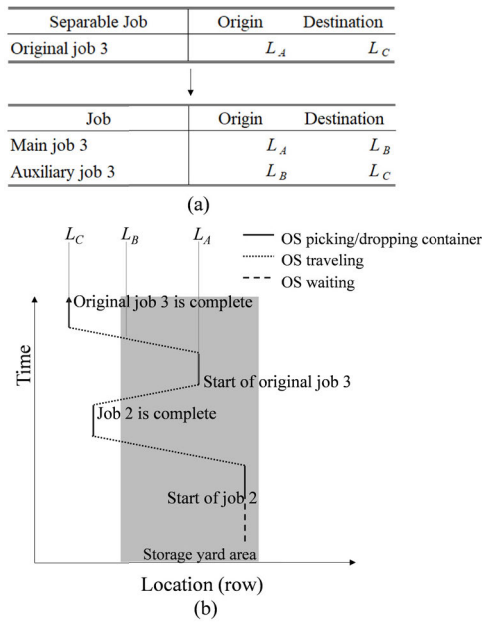 Separable Job Origin Destination
Original job 3 L_A L_C
Job Origin Destination
Main job 3 L_A L_B
Auxiliary job 3 L_B L_C
(a)
L_C L_B L_A
OS picking/dropping container
OS traveling
OS waiting
Original job 3 is complete
Start of original job 3
Job 2 is complete
Start of job 2
Storage yard area
Time
Location (row)
(b)